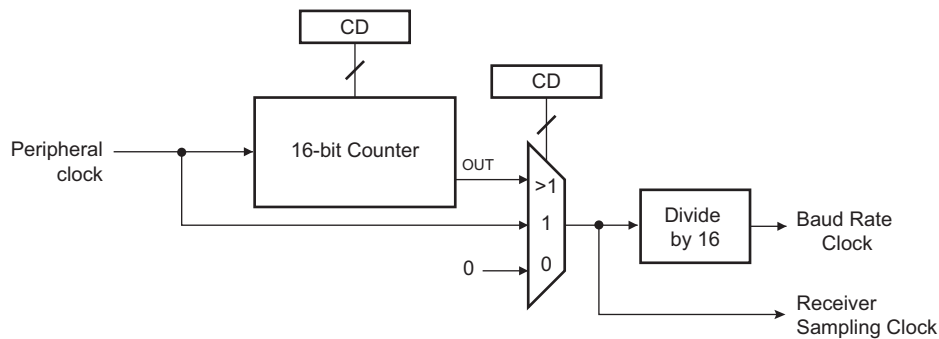 CD
CD
Peripheral
clock
16-bit Counter
OUT
>1
1
0
0
Divide
by 16
Baud Rate
Clock
Receiver
Sampling Clock